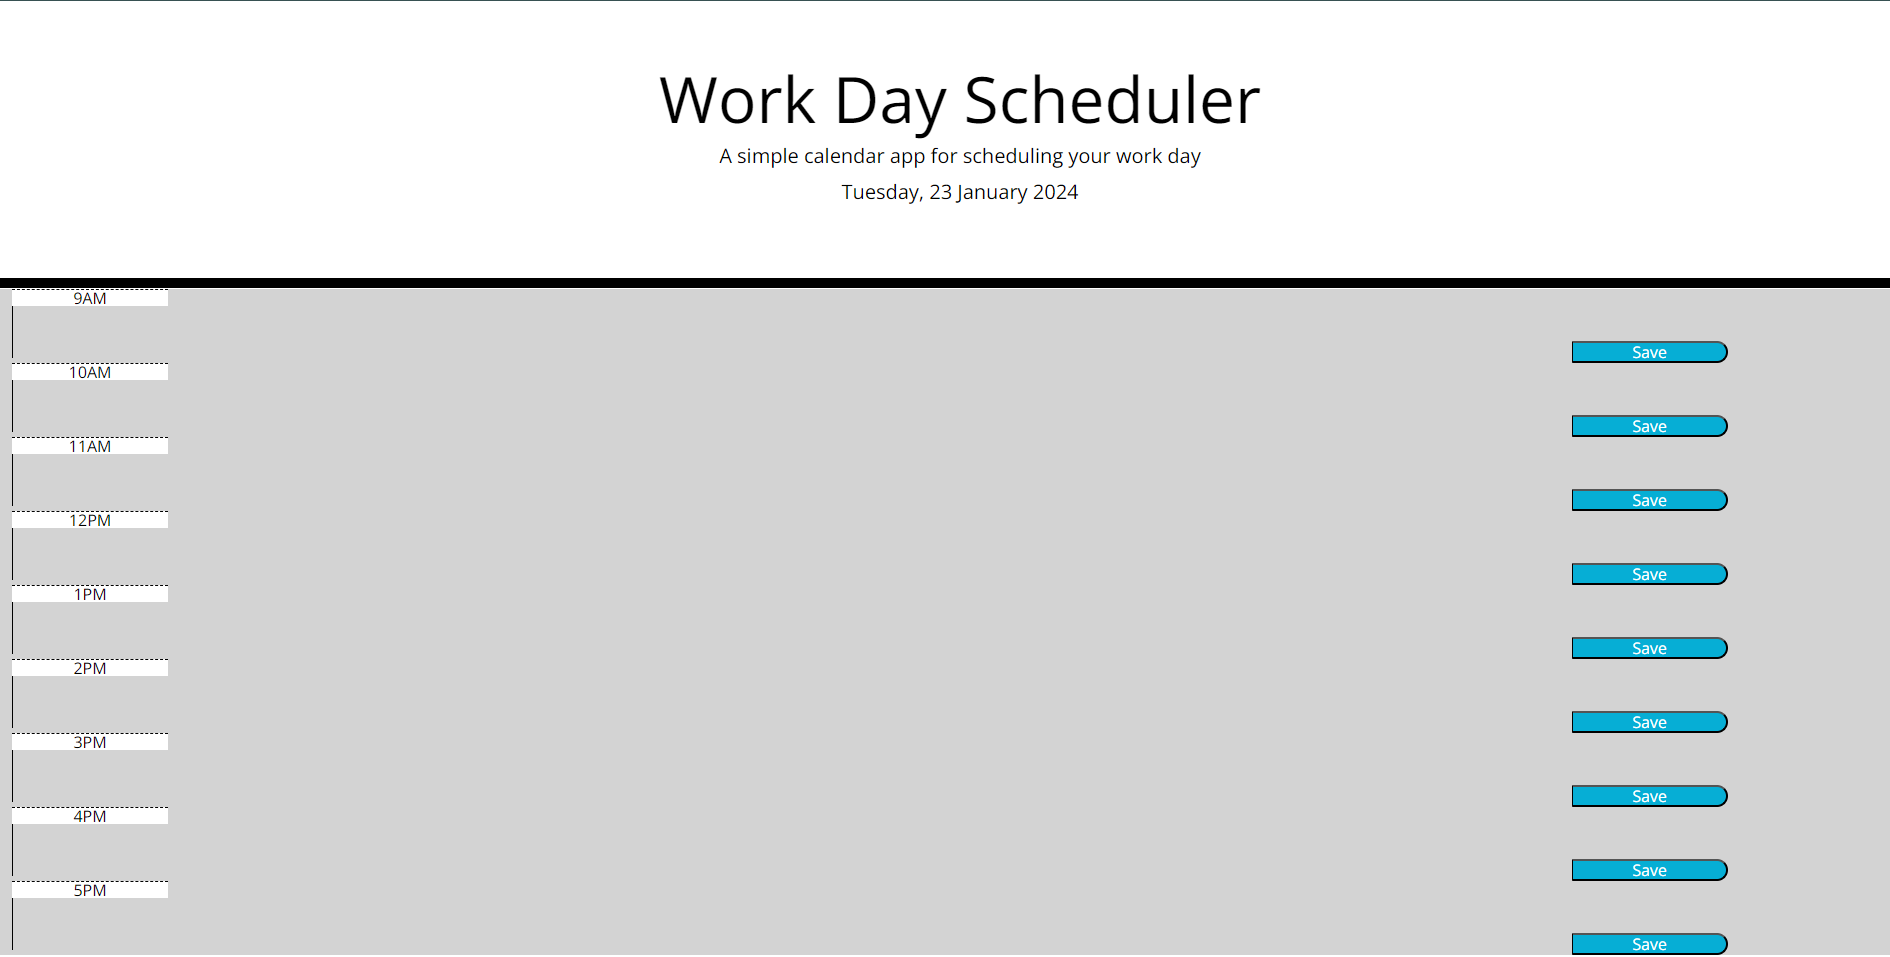 Work Day Scheduler
A simple calendar app for scheduling your work day
Tuesday, 23 January 2024
9AM
Save
10AM
Save
11AM
Save
12PM
Save
1PM
Save
2PM
Save
3PM
Save
4PM
Save
5PM
Save